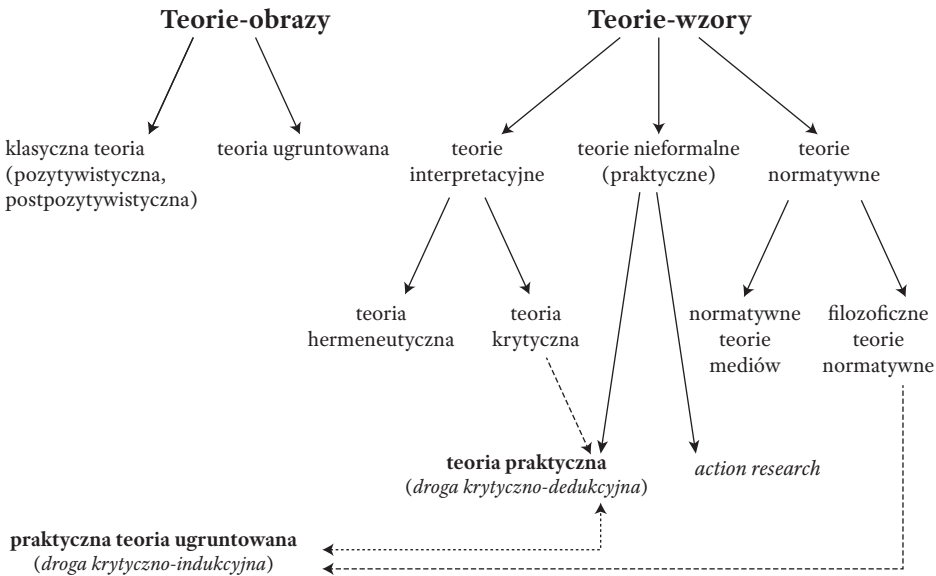 Teorie-obrazy
Teorie-wzory
klasyczna teoria
(pozytywistyczna,
postpozytywistyczna)
teoria ugruntowana
teorie
interpretacyjne
teorie nieformalne
(praktyczne)
teorie
normatywne
teoria
hermeneutyczna
teoria
krytyczna
normatywne
teorie
mediów
filozoficzne
teorie
normatywne
teoria praktyczna
(droga krytyczno-dedukcyjna)
action research
praktyczna teoria ugruntowana
(droga krytyczno-indukcyjna)